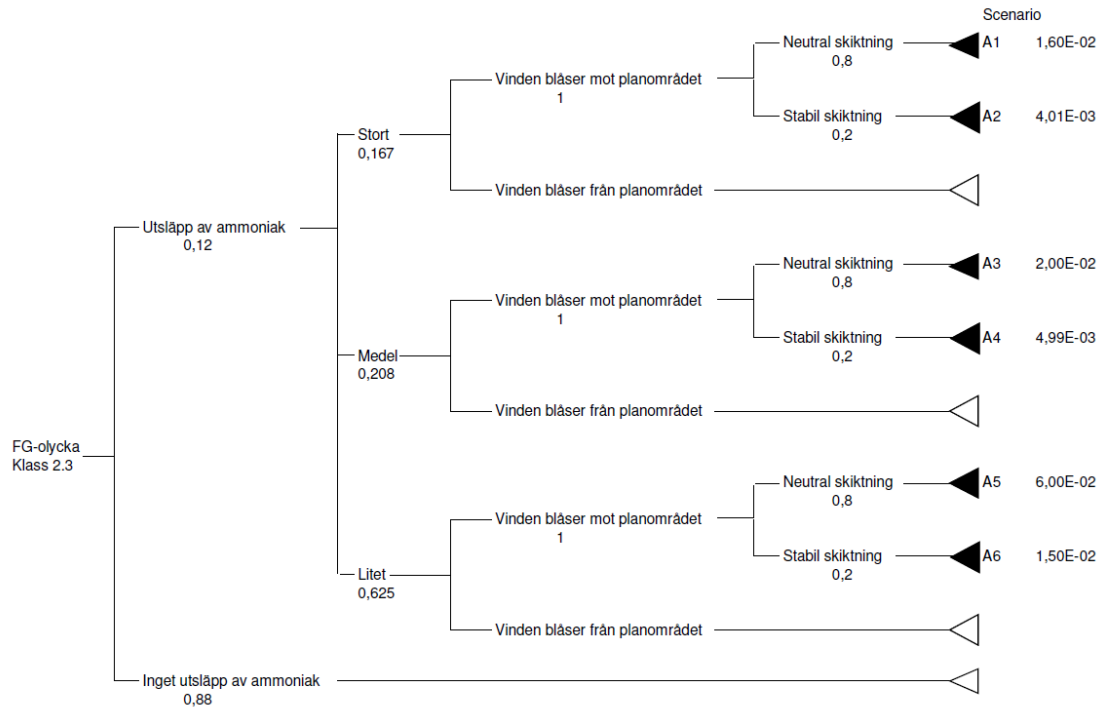 Scenario
Neutral skiktning A1 1,60E-02
0,8
Vinden blåser mot planområdet
1
Stabil skiktning A2 4,01E-03
0,2
Stort
0,167
Vinden blåser från planområdet
Utsläpp av ammoniak
0,12
Neutral skiktning A3 2,00E-02
0,8
Vinden blåser mot planområdet
1
Stabil skiktning A4 4,99E-03
0,2
Medel
0,208
Vinden blåser från planområdet
FG-olycka
Klass 2.3
Neutral skiktning A5 6,00E-02
0,8
Vinden blåser mot planområdet
1
Stabil skiktning A6 1,50E-02
0,2
Litet
0,625
Vinden blåser från planområdet
Inget utsläpp av ammoniak
0,88